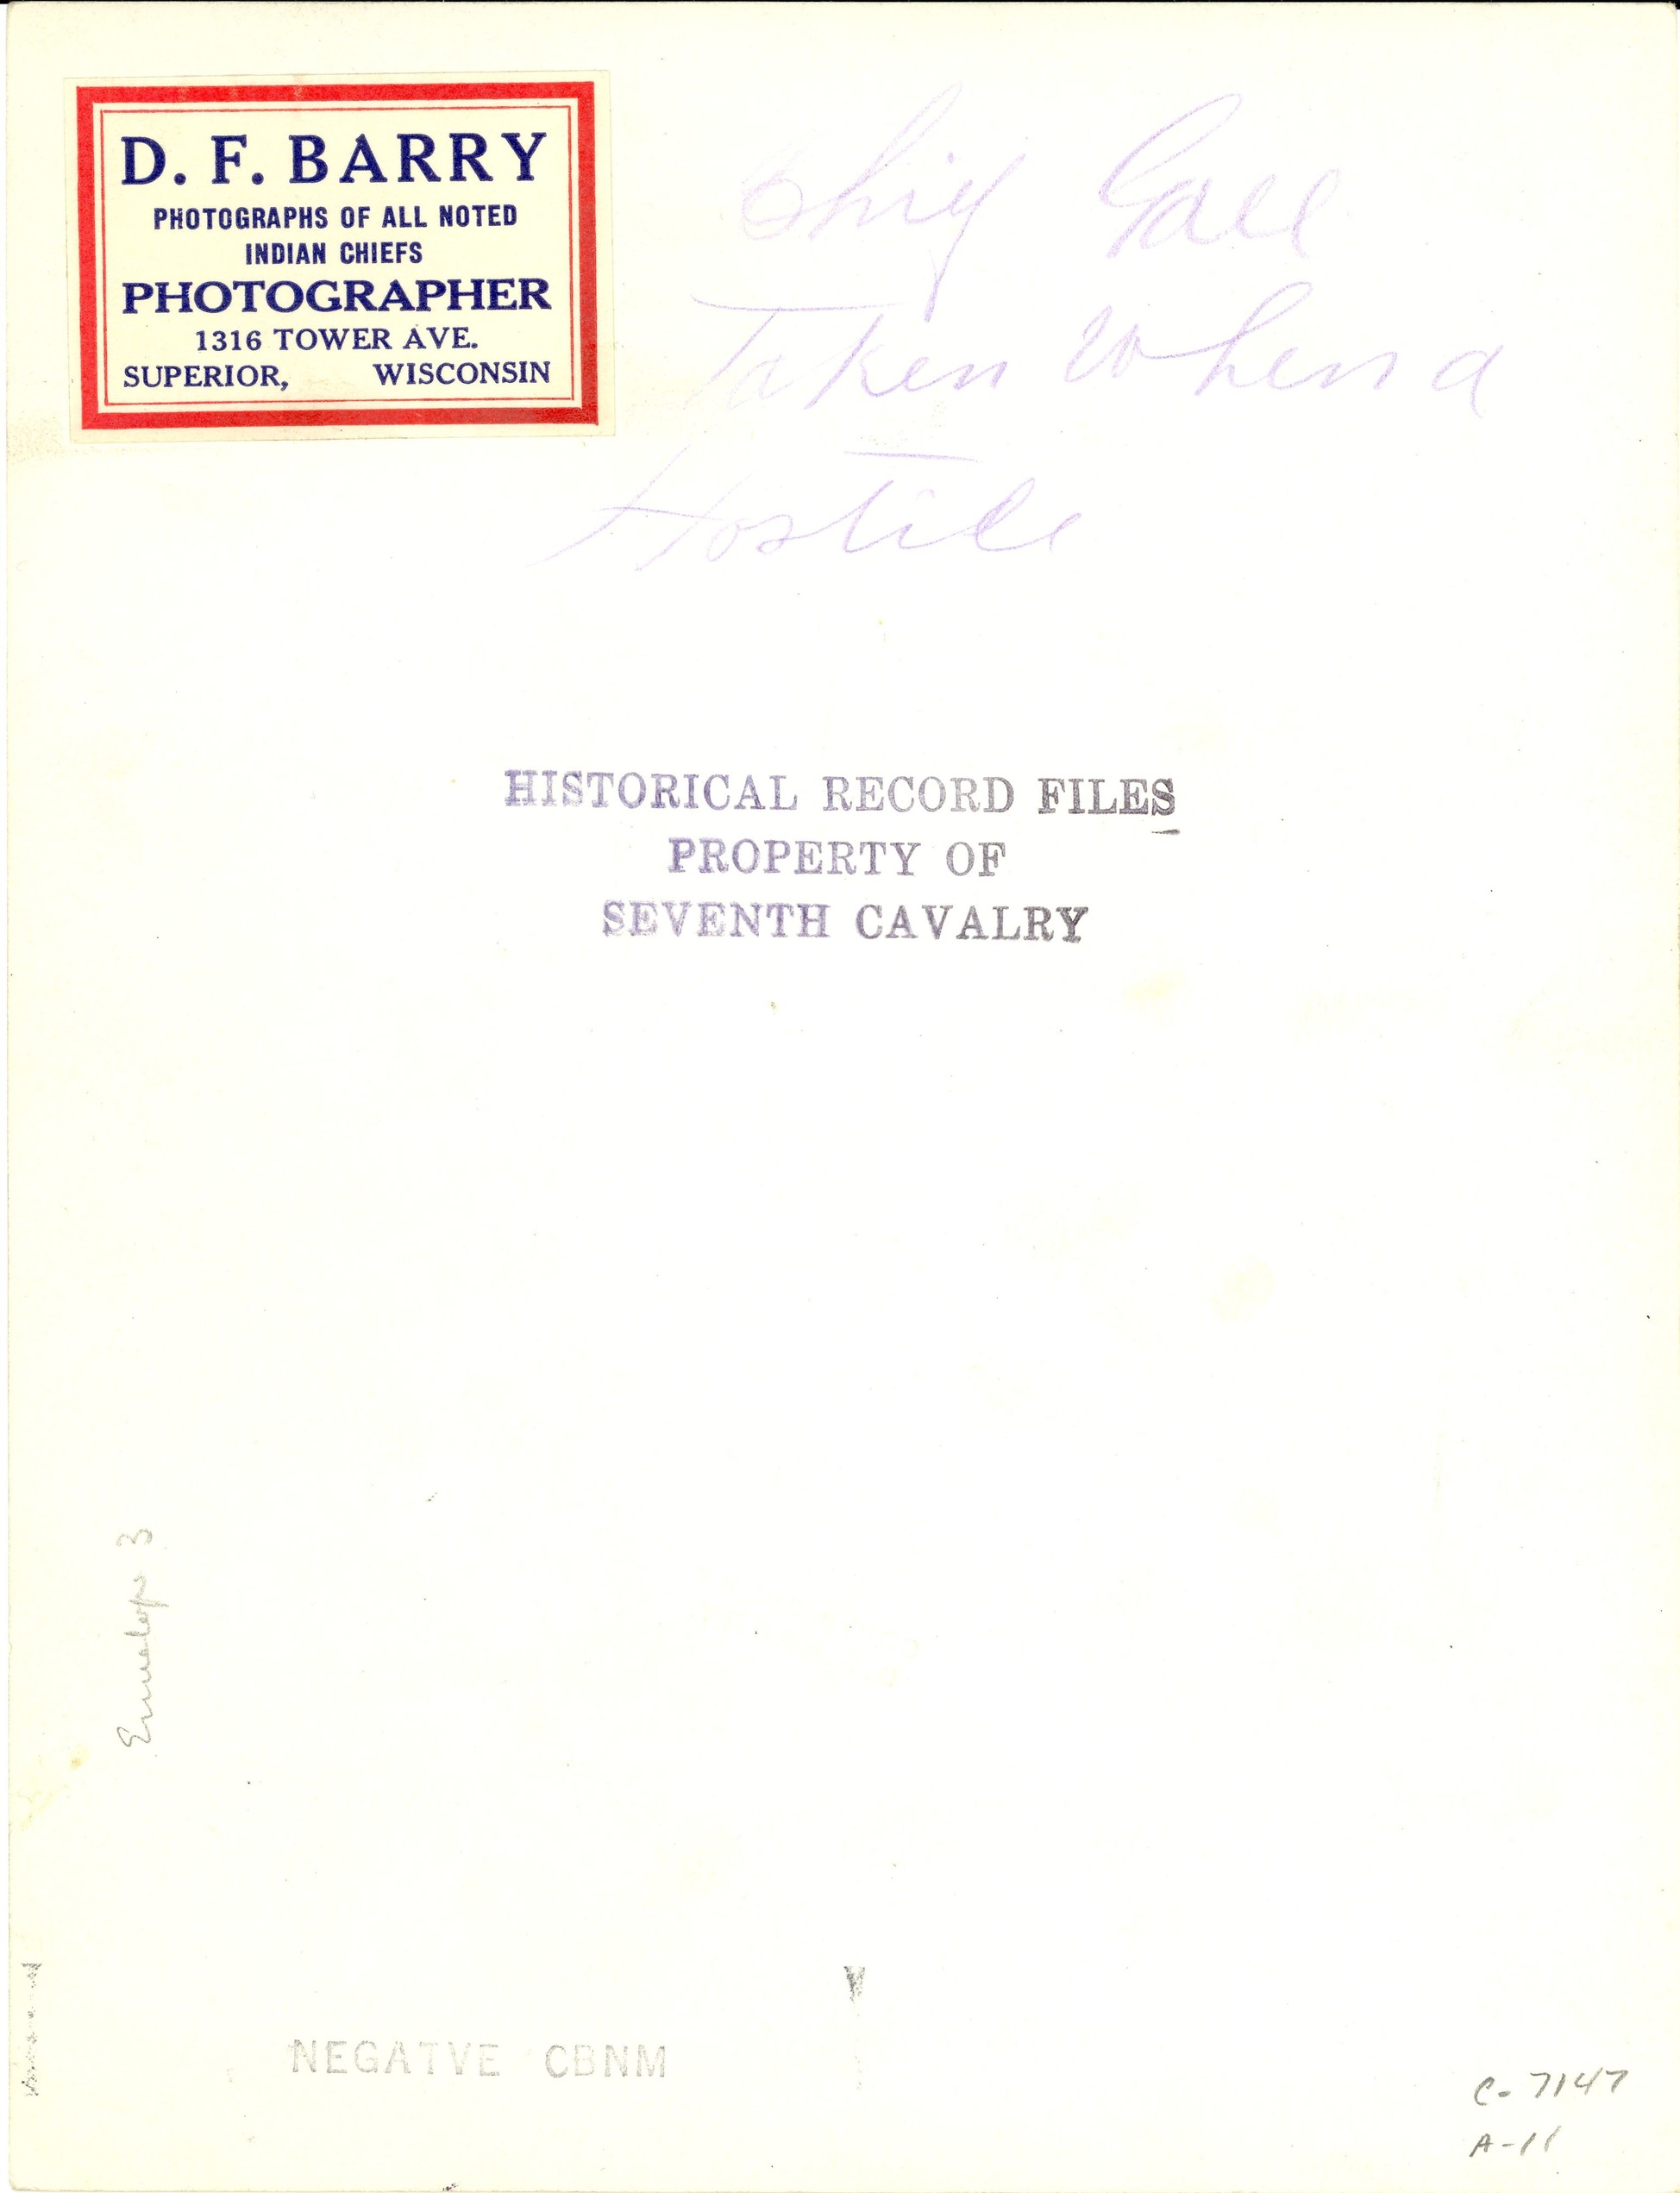 D. F. BARRY
PHOTOGRAPHS OF ALL NOTED
INDIAN CHIEFS
PHOTOGRAPHER
1316 TOWER AVE.
SUPERIOR, WISCONSIN
Chief Gall
Taken When a
Hostile
HISTORICAL RECORD FILES
PROPERTY OF
SEVENTH CAVALRY
Envelope 3
NEGATVE CBNM
C-7147
A-11